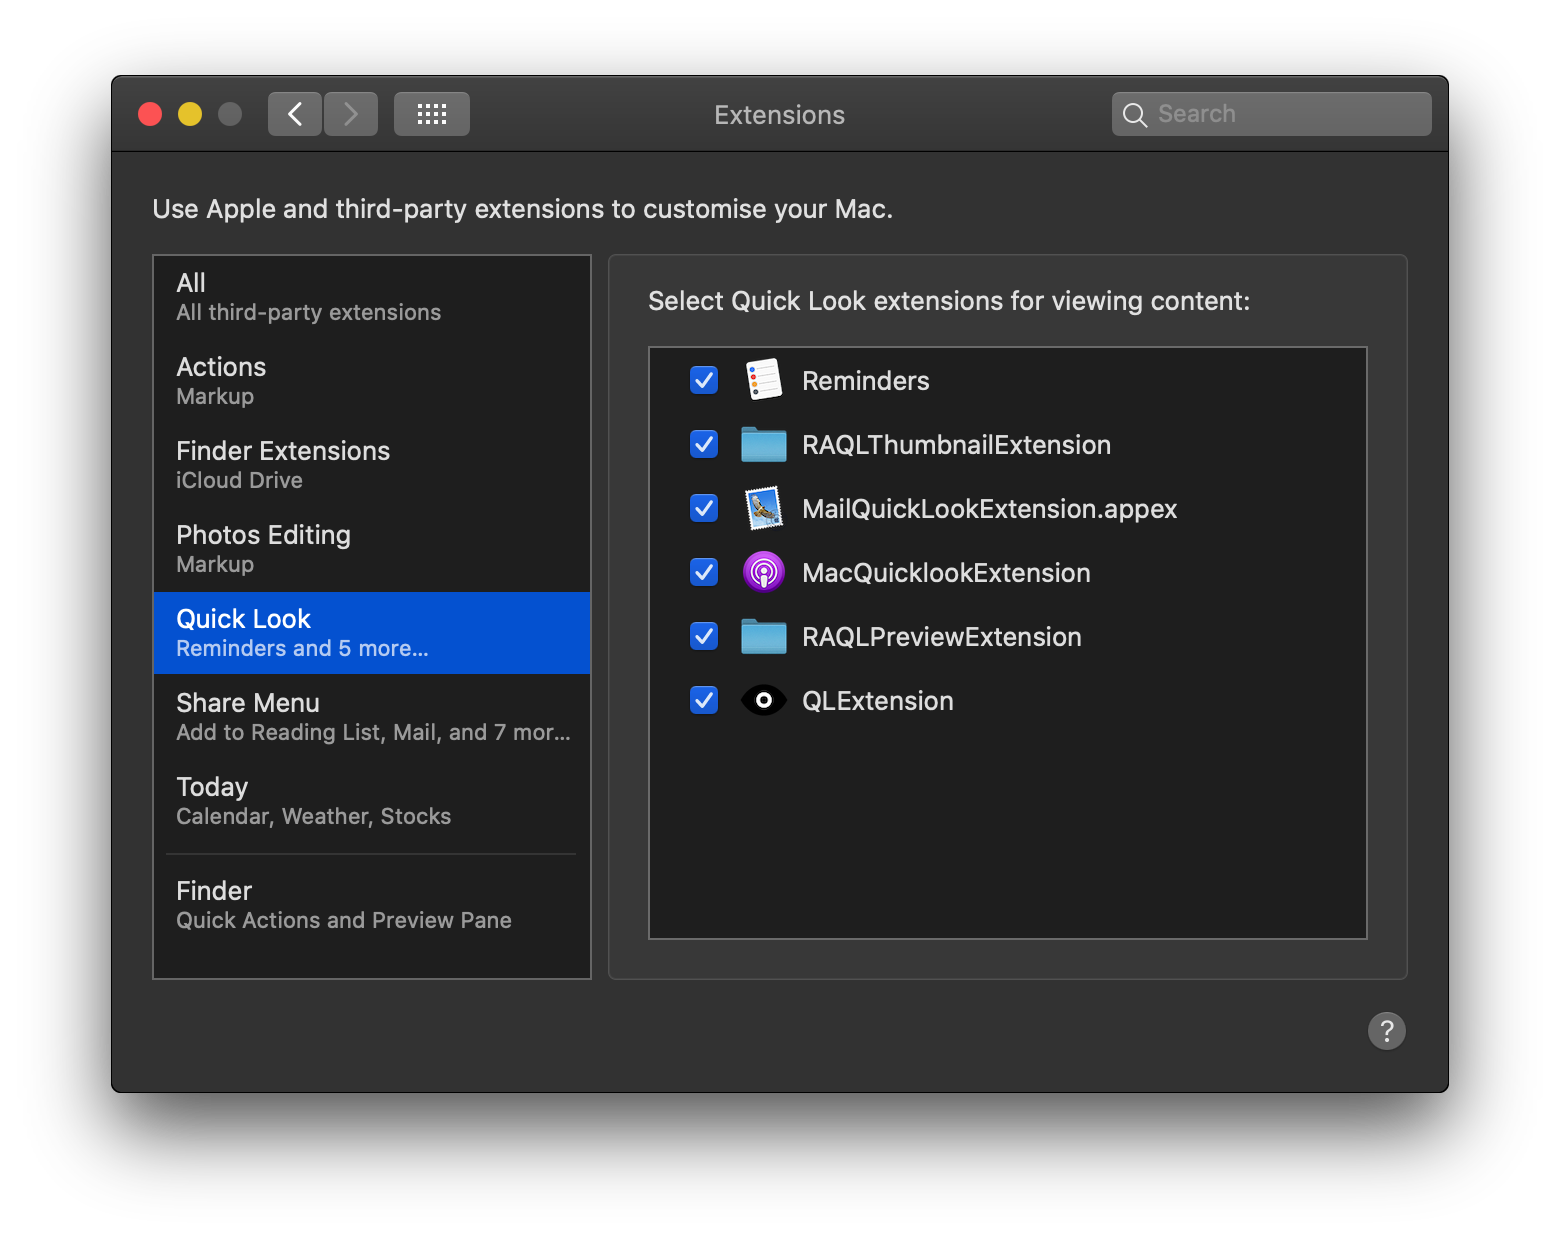 Extensions
Search
Use Apple and third-party extensions to customise your Mac.
All
All third-party extensions
Actions
Markup
Finder Extensions
iCloud Drive
Photos Editing
Markup
Quick Look
Reminders and 5 more...
Share Menu
Add to Reading List, Mail, and 7 mor...
Today
Calendar, Weather, Stocks
Finder
Quick Actions and Preview Pane
Select Quick Look extensions for viewing content:
Reminders
RAQLThumbnailExtension
MailQuickLookExtension.appex
MacQuicklookExtension
RAQLPreviewExtension
QLExtension
?